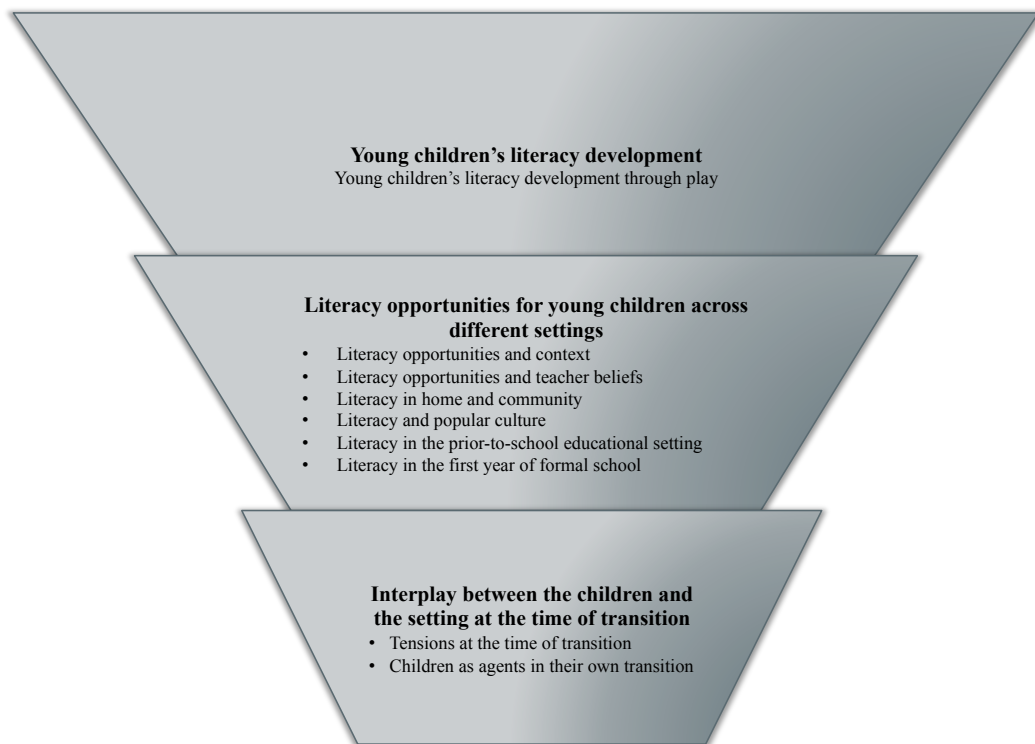 Young children’s literacy development
Young children’s literacy development through play
Literacy opportunities for young children across
different settings
• Literacy opportunities and context
• Literacy opportunities and teacher beliefs
• Literacy in home and community
• Literacy and popular culture
• Literacy in the prior-to-school educational setting
• Literacy in the first year of formal school
Interplay between the children and
the setting at the time of transition
• Tensions at the time of transition
• Children as agents in their own transition